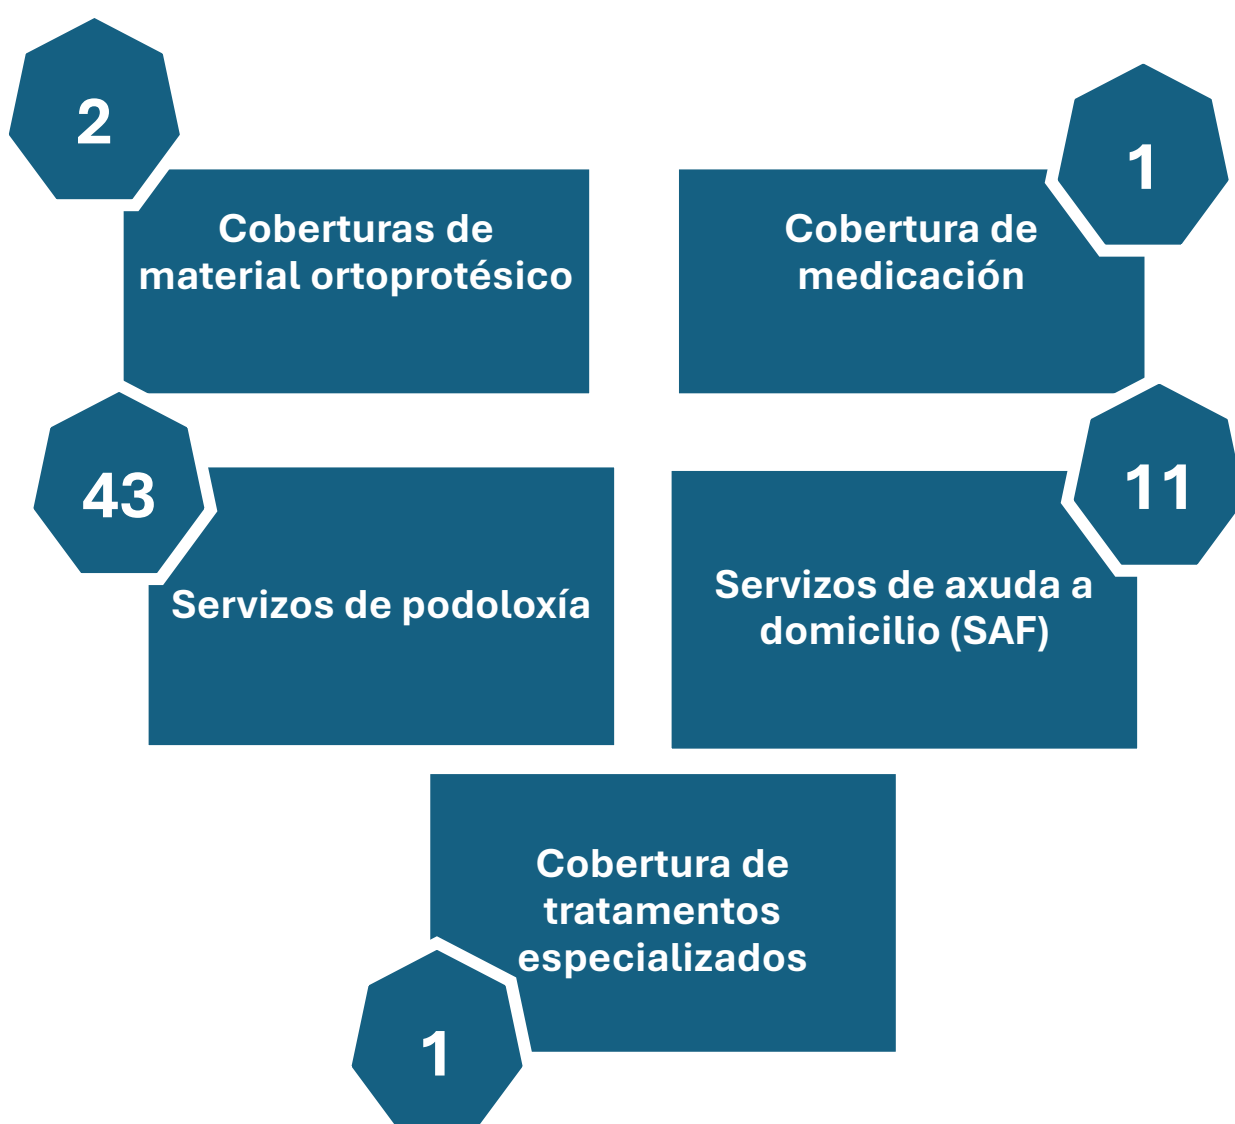 2
Coberturas de
material ortoprotésico
1
Cobertura de
medicación
43
Servizos de podoloxía
11
Servizos de axuda a
domicilio (SAF)
Cobertura de
tratamentos
especializados
1